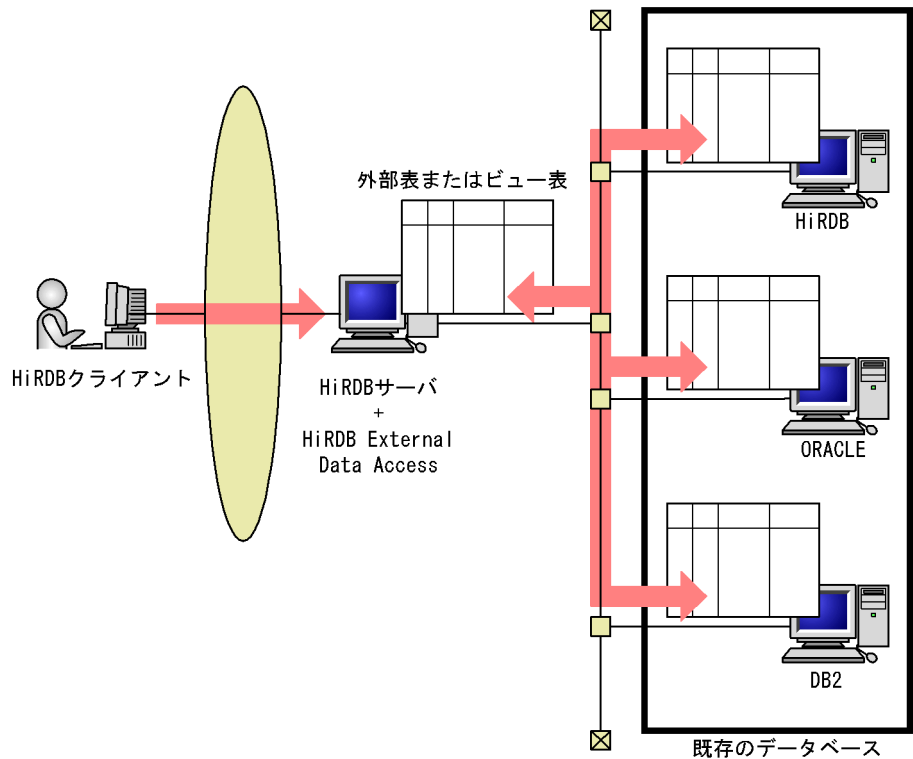 外部表またはビュー表
HiRDBクライアント
HiRDBサーバ
+
HiRDB External
Data Access
HiRDB
ORACLE
DB2
既存のデータベース